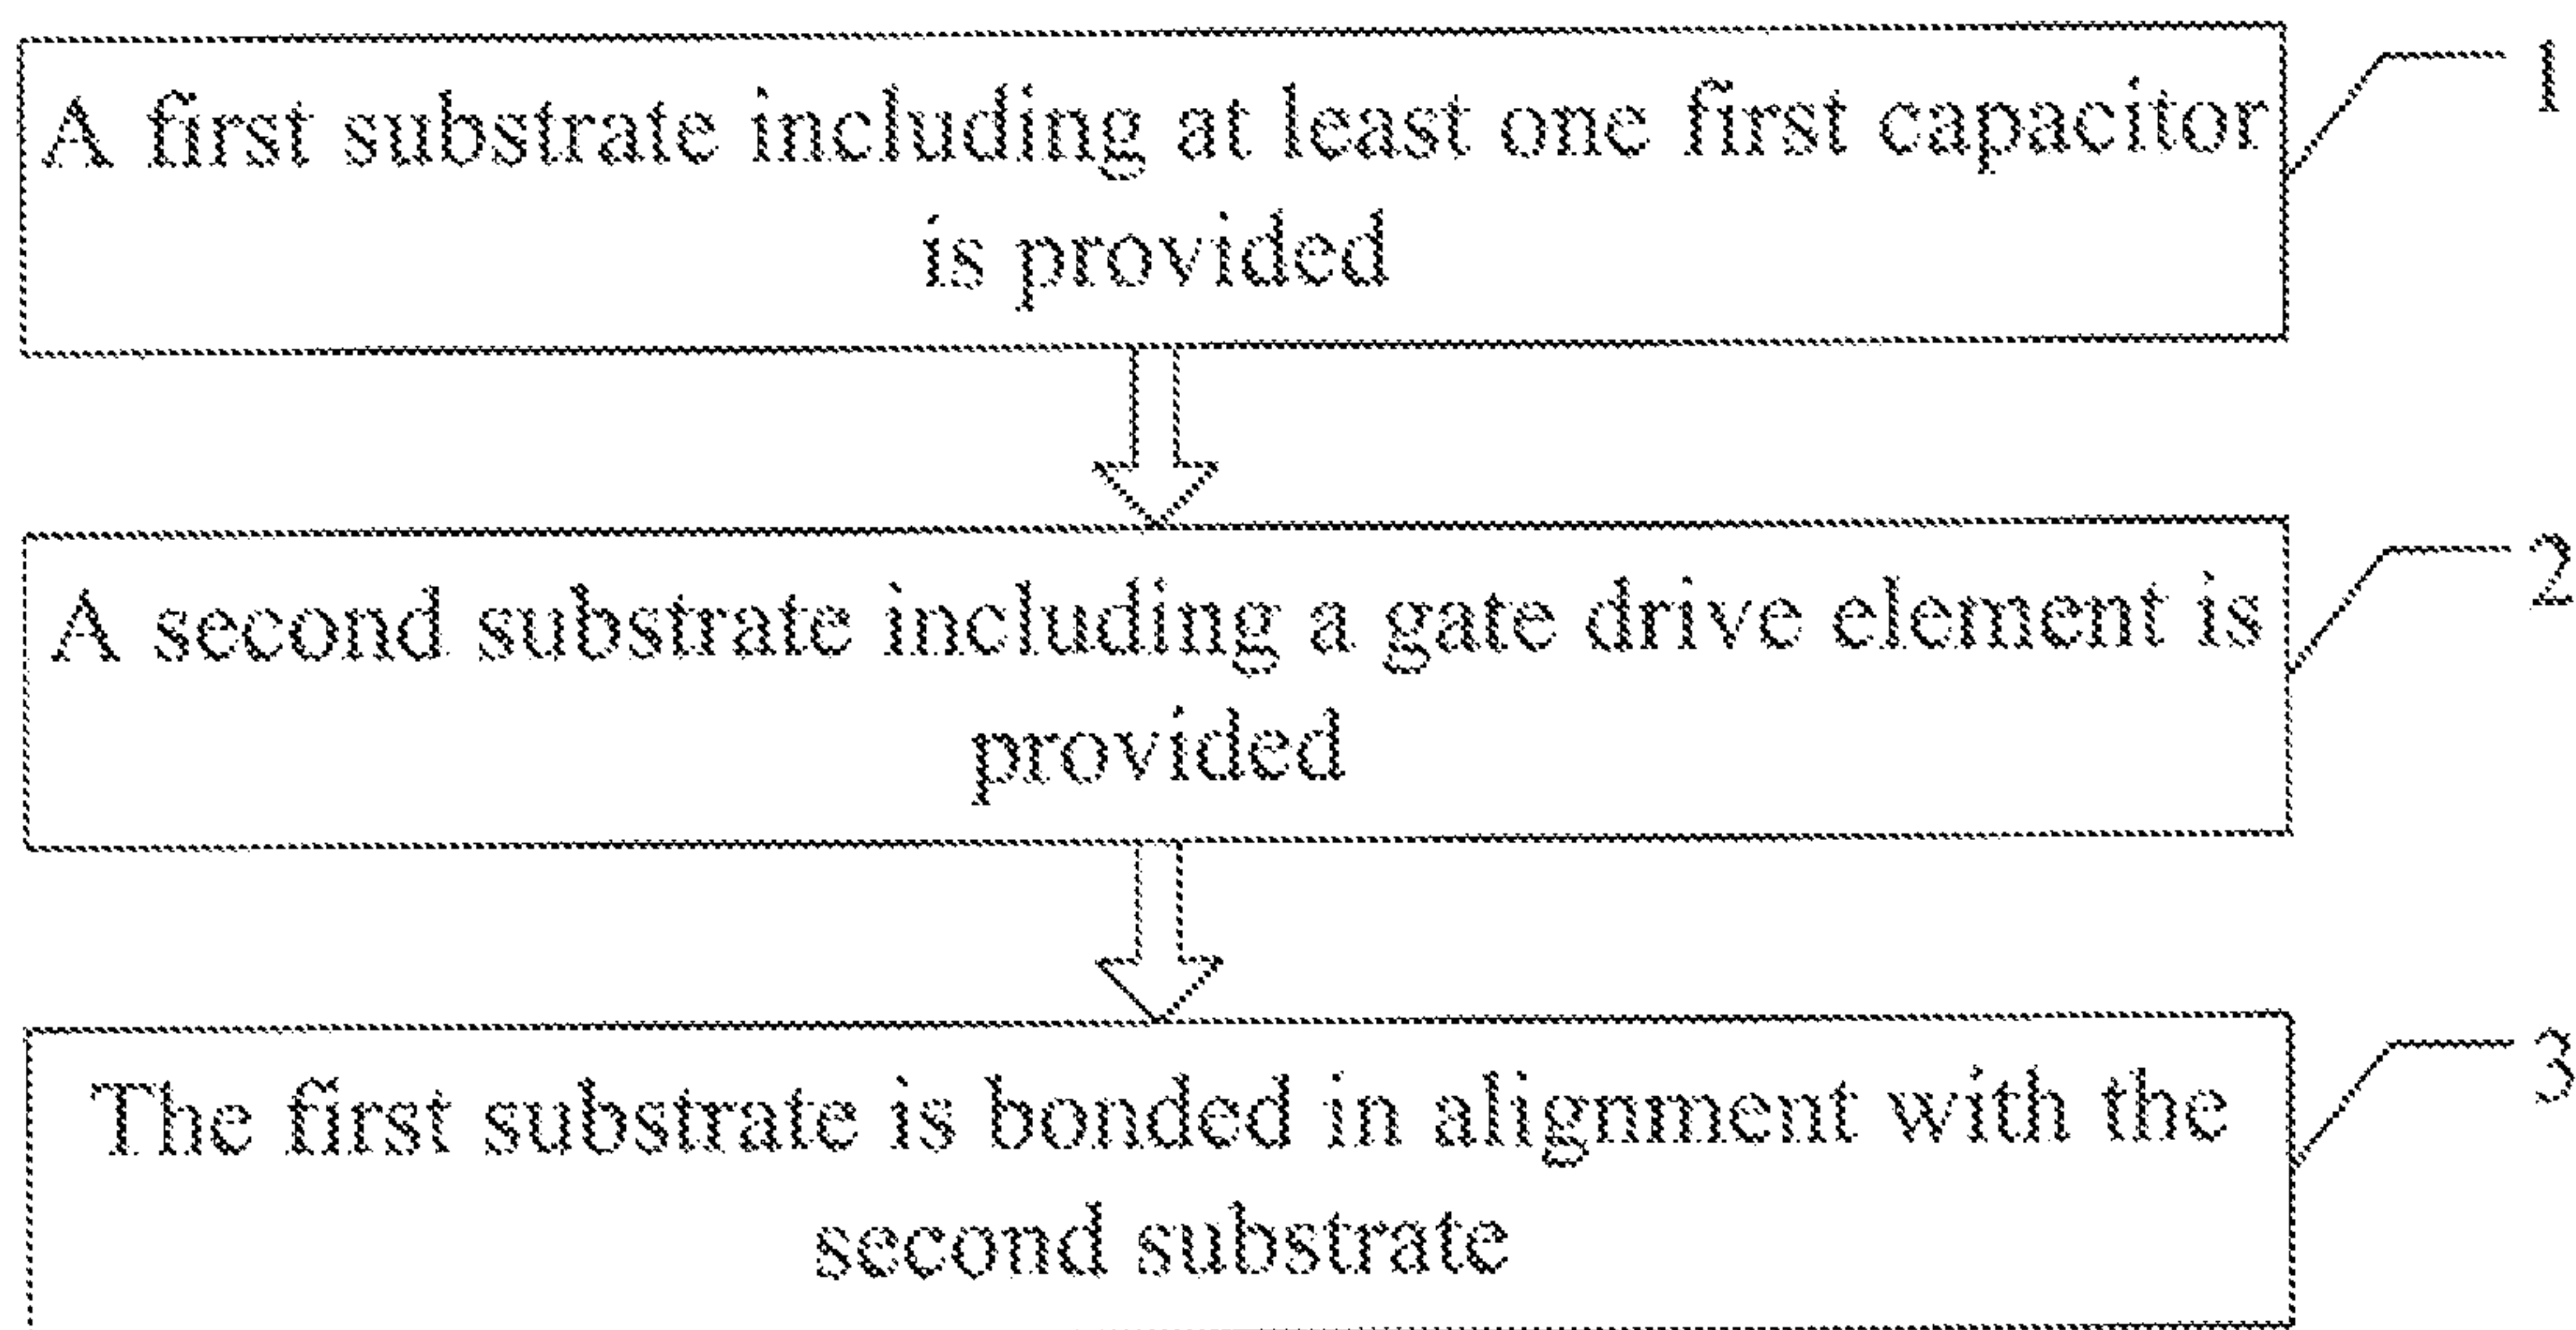 A first substrate including at least one first capacitor
is provided
1
A second substrate including a gate drive element is
provided
2
The first substrate is bonded in alignment with the
second substrate
3